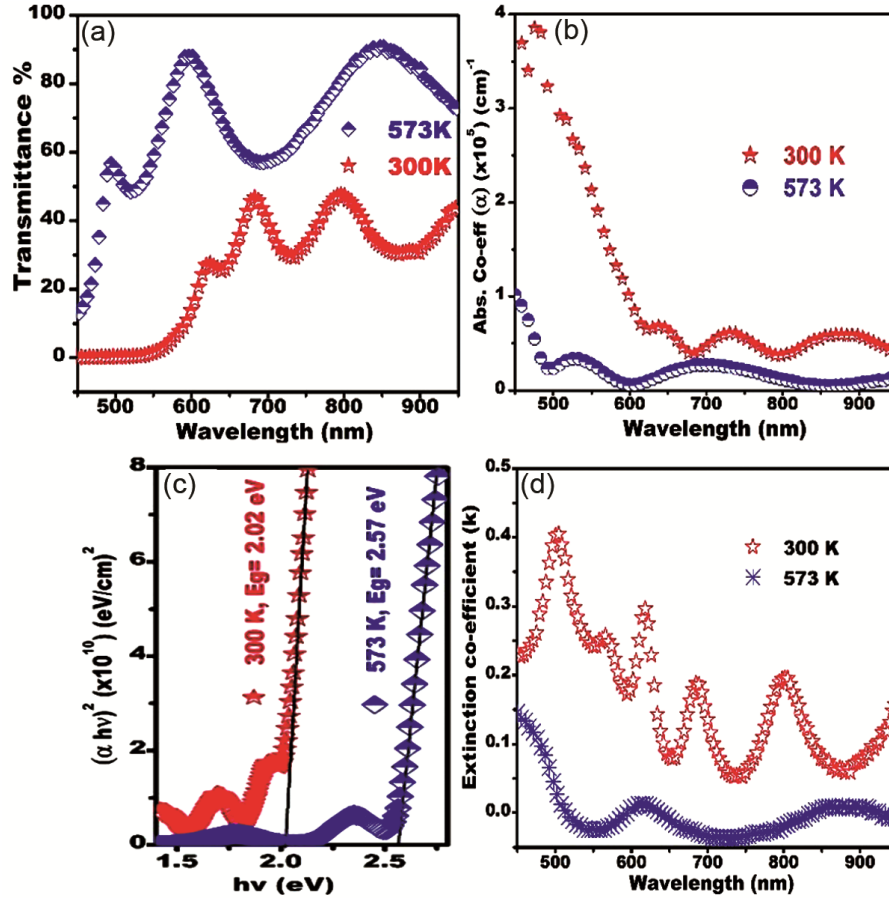 (a)
100
80
60
40
20
0
Transmittance %
573K
300K
500 600 700 800 900
Wavelength (nm)
(b)
4
3
2
1
0
Abs. Co-eff (α) (x10⁵) (cm)⁻¹
300 K
573 K
500 600 700 800 900
Wavelength (nm)
(c)
8
6
4
2
0
(α hν)² (x10¹⁰) (eV/cm)²
300 K, Eg= 2.02 eV
573 K, Eg= 2.57 eV
1.5 2.0 2.5
hν (eV)
(d)
0.5
0.4
0.3
0.2
0.1
0.0
Extinction co-efficient (k)
300 K
573 K
500 600 700 800 900
Wavelength (nm)